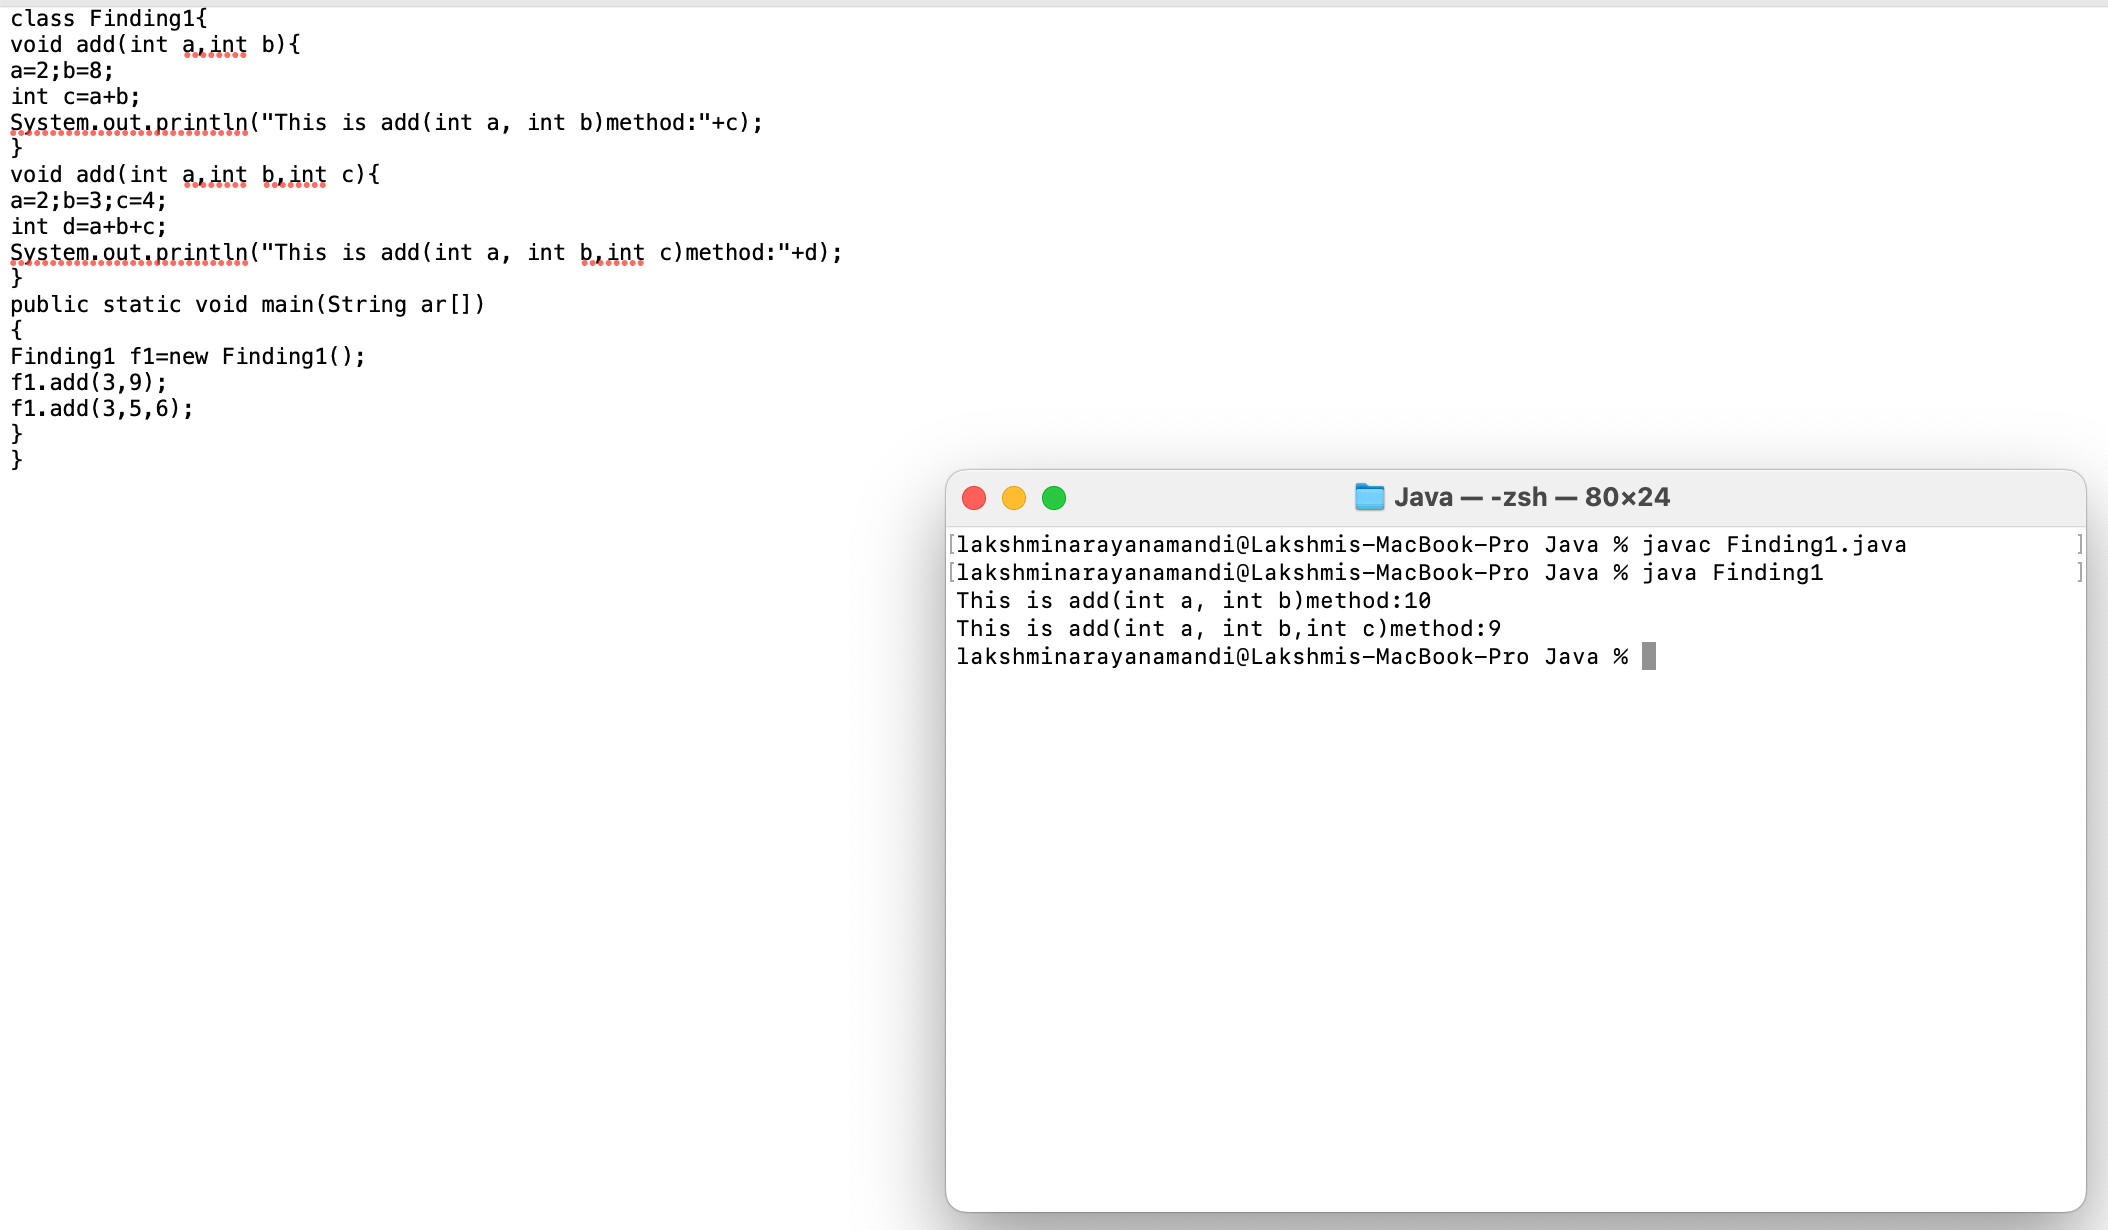 class Finding1{
void add(int a,int b){
a=2;b=8;
int c=a+b;
System.out.println("This is add(int a, int b)method:"+c);
}
void add(int a,int b,int c){
a=2;b=3;c=4;
int d=a+b+c;
System.out.println("This is add(int a, int b,int c)method:"+d);
}
public static void main(String ar[])
{
Finding1 f1=new Finding1();
f1.add(3,9);
f1.add(3,5,6);
}
}
Java — -zsh — 80×24
[lakshminarayanamandi@Lakshmis-MacBook-Pro Java % javac Finding1.java ]
[lakshminarayanamandi@Lakshmis-MacBook-Pro Java % java Finding1 ]
This is add(int a, int b)method:10
This is add(int a, int b,int c)method:9
lakshminarayanamandi@Lakshmis-MacBook-Pro Java %